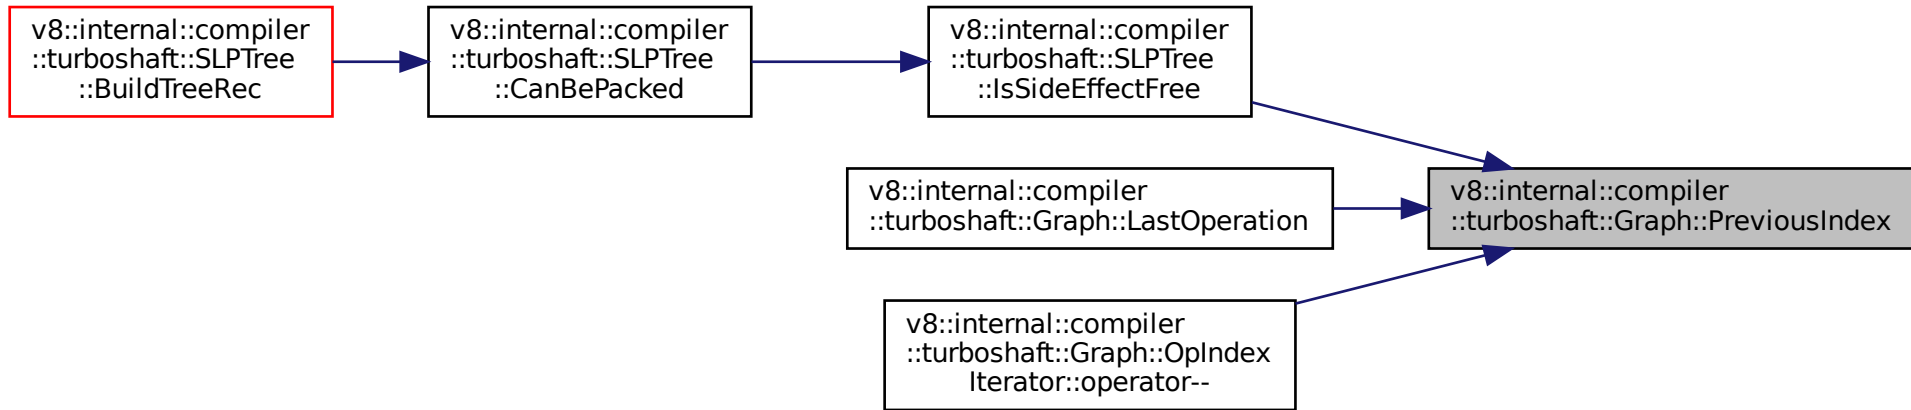 v8::internal::compiler
::turboshaft::SLPTree
::BuildTreeRec
v8::internal::compiler
::turboshaft::SLPTree
::CanBePacked
v8::internal::compiler
::turboshaft::SLPTree
::IsSideEffectFree
v8::internal::compiler
::turboshaft::Graph::LastOperation
v8::internal::compiler
::turboshaft::Graph::PreviousIndex
v8::internal::compiler
::turboshaft::Graph::OpIndex
Iterator::operator--